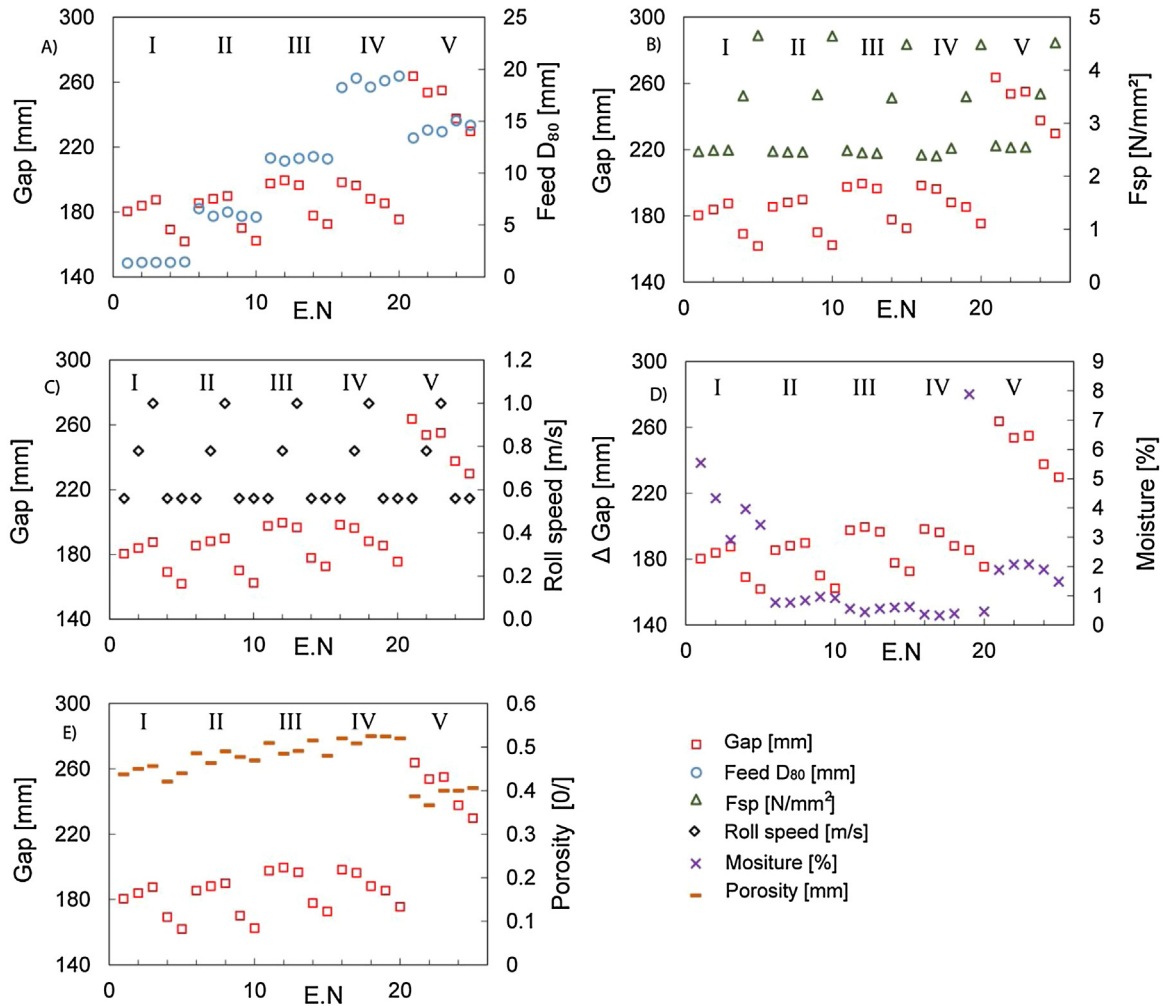 A)
I II III IV V
300
260
220
180
140
Gap [mm]
25
20
15
10
5
0
Feed D₈₀ [mm]
0 10 20
E.N
B)
I II III IV V
300
260
220
180
140
Gap [mm]
5
4
3
2
1
0
Fsp [N/mm²]
0 10 20
E.N
C)
I II III IV V
300
260
220
180
140
Gap [mm]
1.2
1.0
0.8
0.6
0.4
0.2
0.0
Roll speed [m/s]
0 10 20
E.N
D)
I II III IV V
300
260
220
180
140
Δ Gap [mm]
9
8
7
6
5
4
3
2
1
0
Moisture [%]
0 10 20
E.N
E)
I II III IV V
300
260
220
180
140
Gap [mm]
0.6
0.5
0.4
0.3
0.2
0.1
0
Porosity [0/]
0 10 20
E.N
Gap [mm]
Feed D₈₀ [mm]
Fsp [N/mm²]
Roll speed [m/s]
Mositure [%]
Porosity [mm]